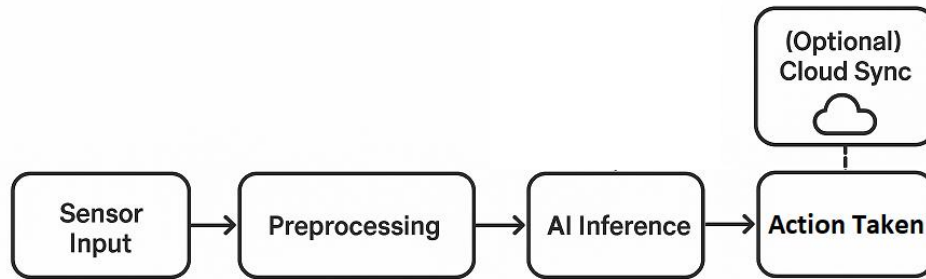 (Optional)
Cloud Sync
Sensor
Input
Preprocessing
AI Inference
Action Taken